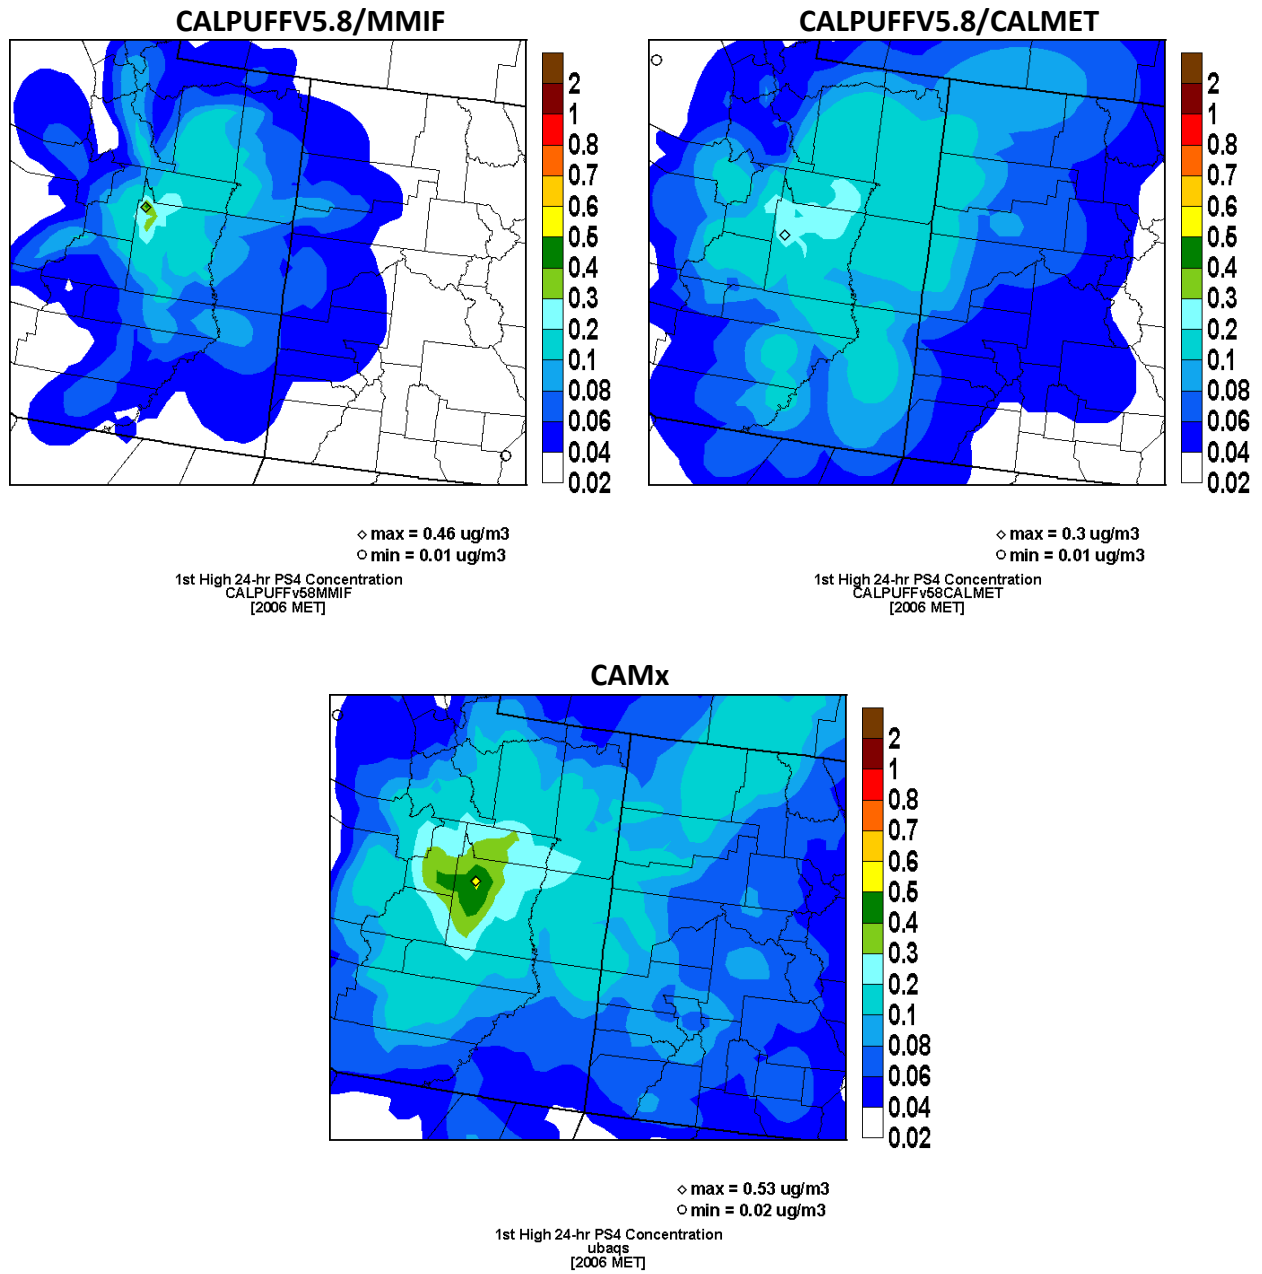 CALPUFFV5.8/MMIF
2
1
0.8
0.7
0.6
0.5
0.4
0.3
0.2
0.1
0.08
0.06
0.04
0.02
max = 0.46 ug/m3
min = 0.01 ug/m3
1st High 24-hr PS4 Concentration
CALPUFFv58MMIF
[2006 MET]
CALPUFFV5.8/CALMET
2
1
0.8
0.7
0.6
0.5
0.4
0.3
0.2
0.1
0.08
0.06
0.04
0.02
max = 0.3 ug/m3
min = 0.01 ug/m3
1st High 24-hr PS4 Concentration
CALPUFFv58CALMET
[2006 MET]
CAMx
2
1
0.8
0.7
0.6
0.5
0.4
0.3
0.2
0.1
0.08
0.06
0.04
0.02
max = 0.53 ug/m3
min = 0.02 ug/m3
1st High 24-hr PS4 Concentration
ubaqs
[2006 MET]